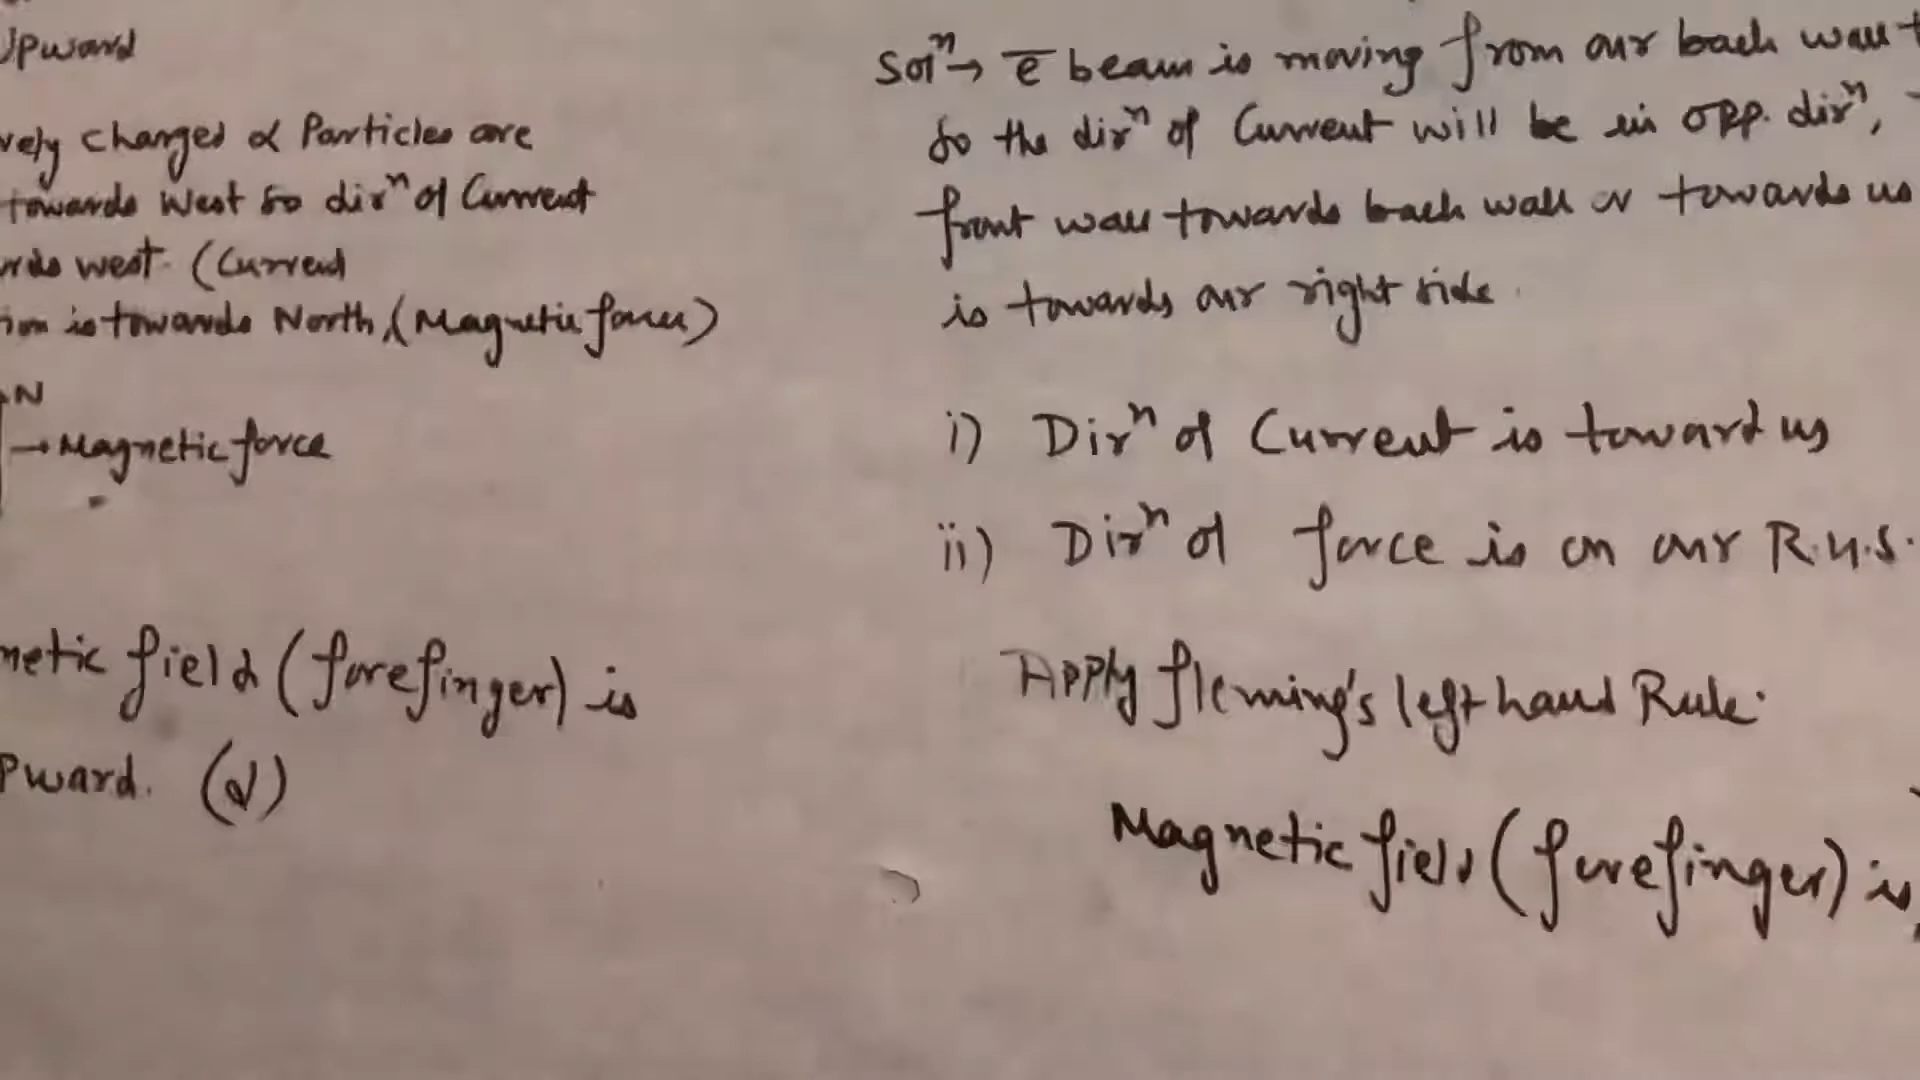 Upward
vely charged α Particles are
towards West so dirⁿ of Current
rds west. (Current
ion is towards North, (Magnetic force)
N
→ Magnetic force
netic field (forefinger) is
pward. (d)
Solⁿ → e̅ beam is moving from our back wall t
So the dirⁿ of Current will be in opp. dirⁿ,
front wall towards back wall or towards us
is towards our right side.
i) Dirⁿ of Current is toward us
ii) Dirⁿ of force is on our R.H.S.
Apply fleming's left hand Rule.
Magnetic field (forefinger) is